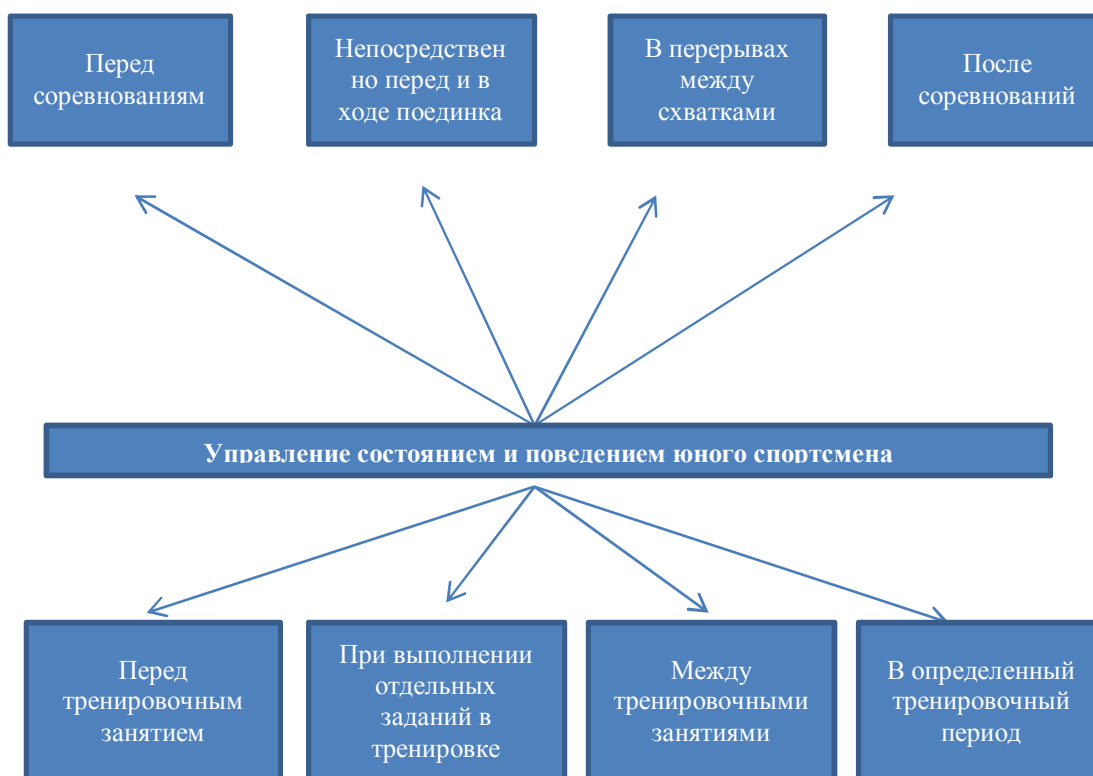 Перед
соревнованиям
Непосредствен
но перед и в
ходе поединка
В перерывах
между
схватками
После
соревнований
Управление состоянием и поведением юного спортсмена
Перед
тренировочным
занятием
При выполнении
отдельных
заданий в
тренировке
Между
тренировочными
занятиями
В определенный
тренировочный
период